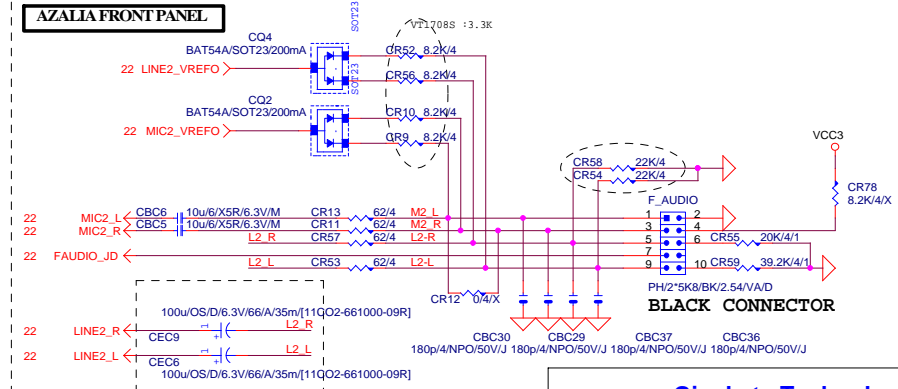 AZALIA FRONT PANEL
SOT23
VT1708S :3.3K
CQ4
BAT54A/SOT23/200mA
CR52 8.2K/4
22 LINE2_VREFO
SOT23
CR56 8.2K/4
CQ2
BAT54A/SOT23/200mA
CR10 8.2K/4
22 MIC2_VREFO
CR9 8.2K/4
VCC3
CR58 22K/4
CR54 22K/4
CR78
8.2K/4/X
F_AUDIO
22 MIC2_L CBC6 10u/6/X5R/6.3V/M CR13 62/4 M2_L 1 2
22 MIC2_R CBC5 10u/6/X5R/6.3V/M CR11 62/4 M2_R 3 4
L2_R CR57 62/4 L2-R 5 6 CR55 20K/4/1
22 FAUDIO_JD 7
L2_L CR53 62/4 L2-L 9 10 CR59 39.2K/4/1
PH/2*5K8/BK/2.54/VA/D
BLACK CONNECTOR
CR12 0/4/X
100u/OS/D/6.3V/66/A/35m/[11CO2-661000-09R]
22 LINE2_R 1 + L2_R
CEC9
CBC30 CBC29 CBC37 CBC36
180p/4/NPO/50V/J 180p/4/NPO/50V/J 180p/4/NPO/50V/J 180p/4/NPO/50V/J
22 LINE2_L 1 + L2_L
CEC6
100u/OS/D/6.3V/66/A/35m/[11CO2-661000-09R]